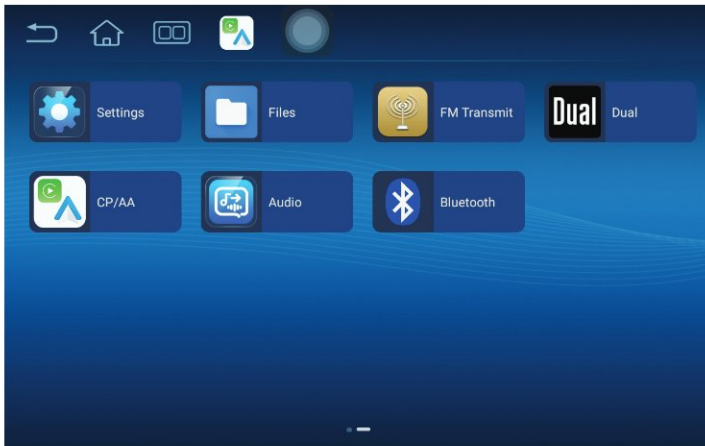 Settings
Files
FM Transmit
Dual Dual
CP/AA
Audio
Bluetooth